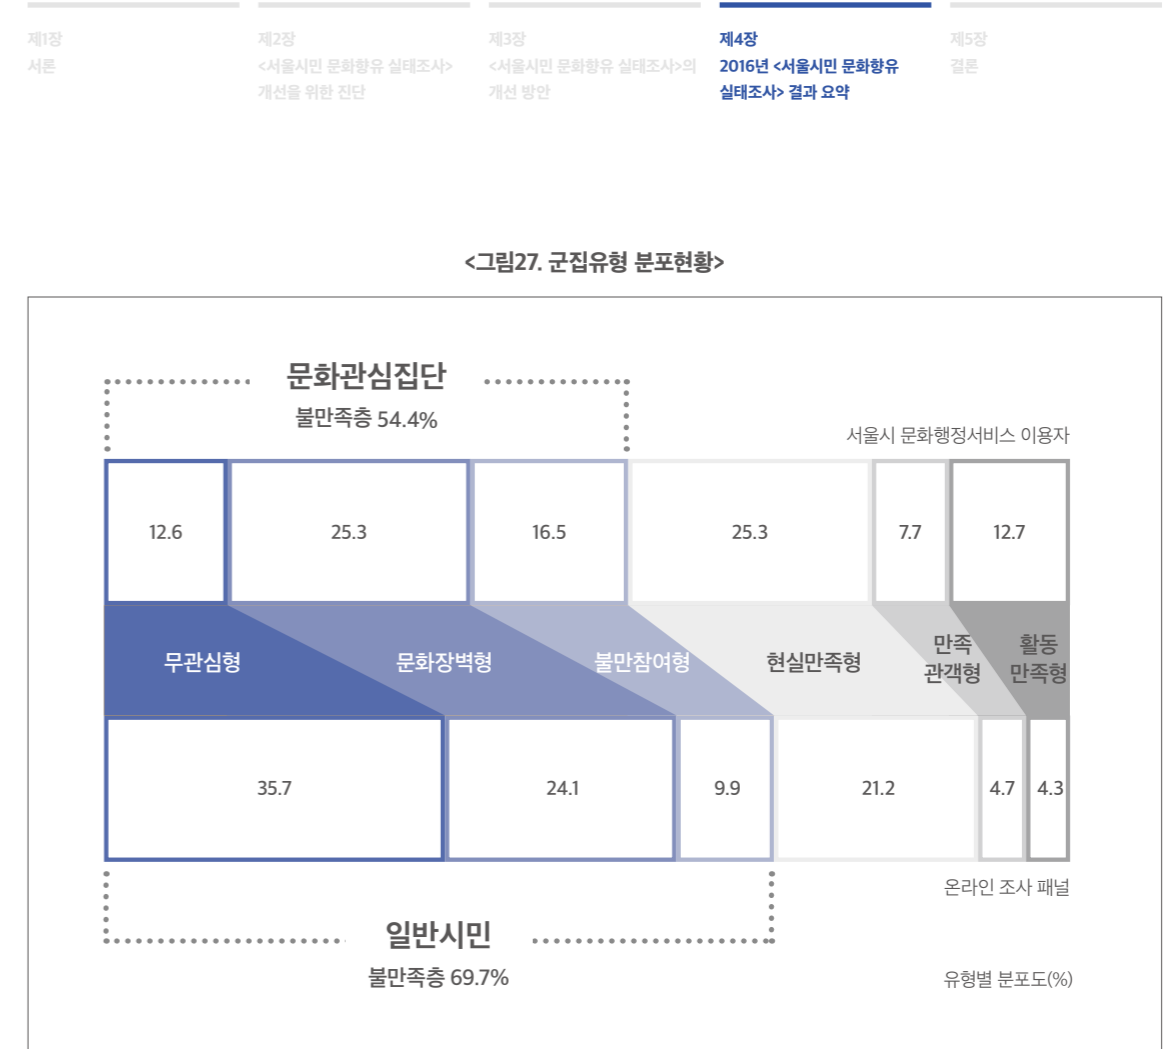 제1장
서론
제2장
<서울시민 문화향유 실태조사>
개선을 위한 진단
제3장
<서울시민 문화향유 실태조사>의
개선 방안
제4장
2016년 <서울시민 문화향유
실태조사> 결과 요약
제5장
결론
<그림27. 군집유형 분포현황>
문화관심집단
불만족층 54.4%
서울시 문화행정서비스 이용자
12.6
25.3
16.5
25.3
7.7
12.7
무관심형
문화장벽형
불만참여형
현실만족형
만족
관객형
활동
만족형
35.7
24.1
9.9
21.2
4.7
4.3
온라인 조사 패널
일반시민
불만족층 69.7%
유형별 분포도(%)